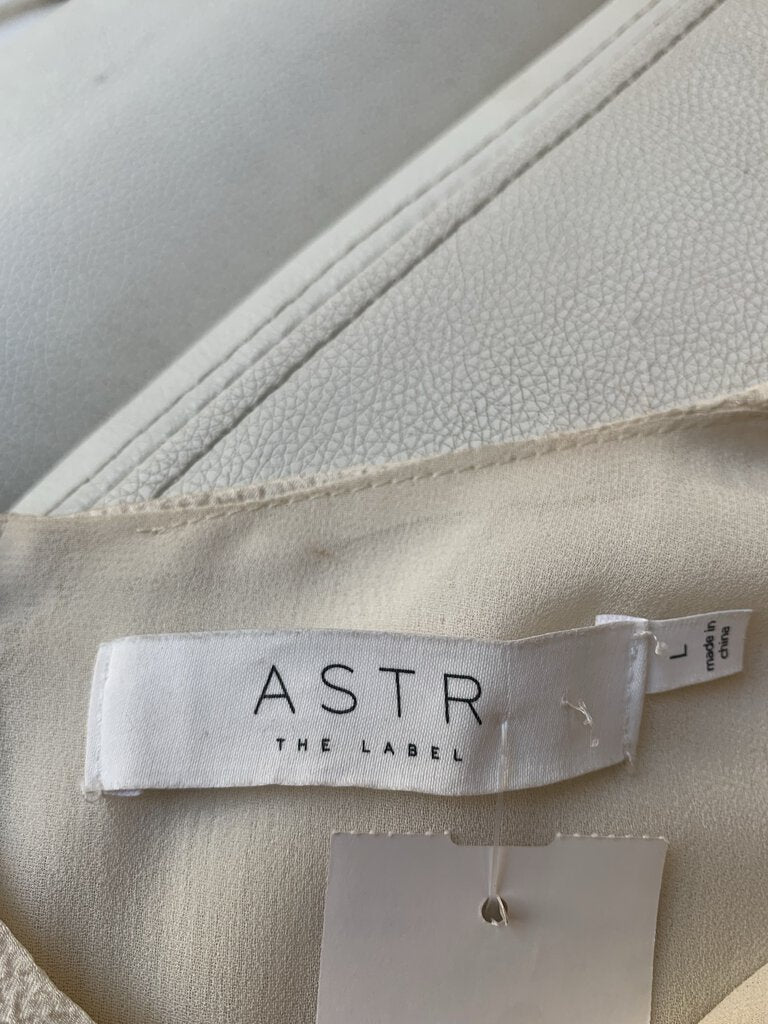 ASTR
THE LABEL
L
made in
china